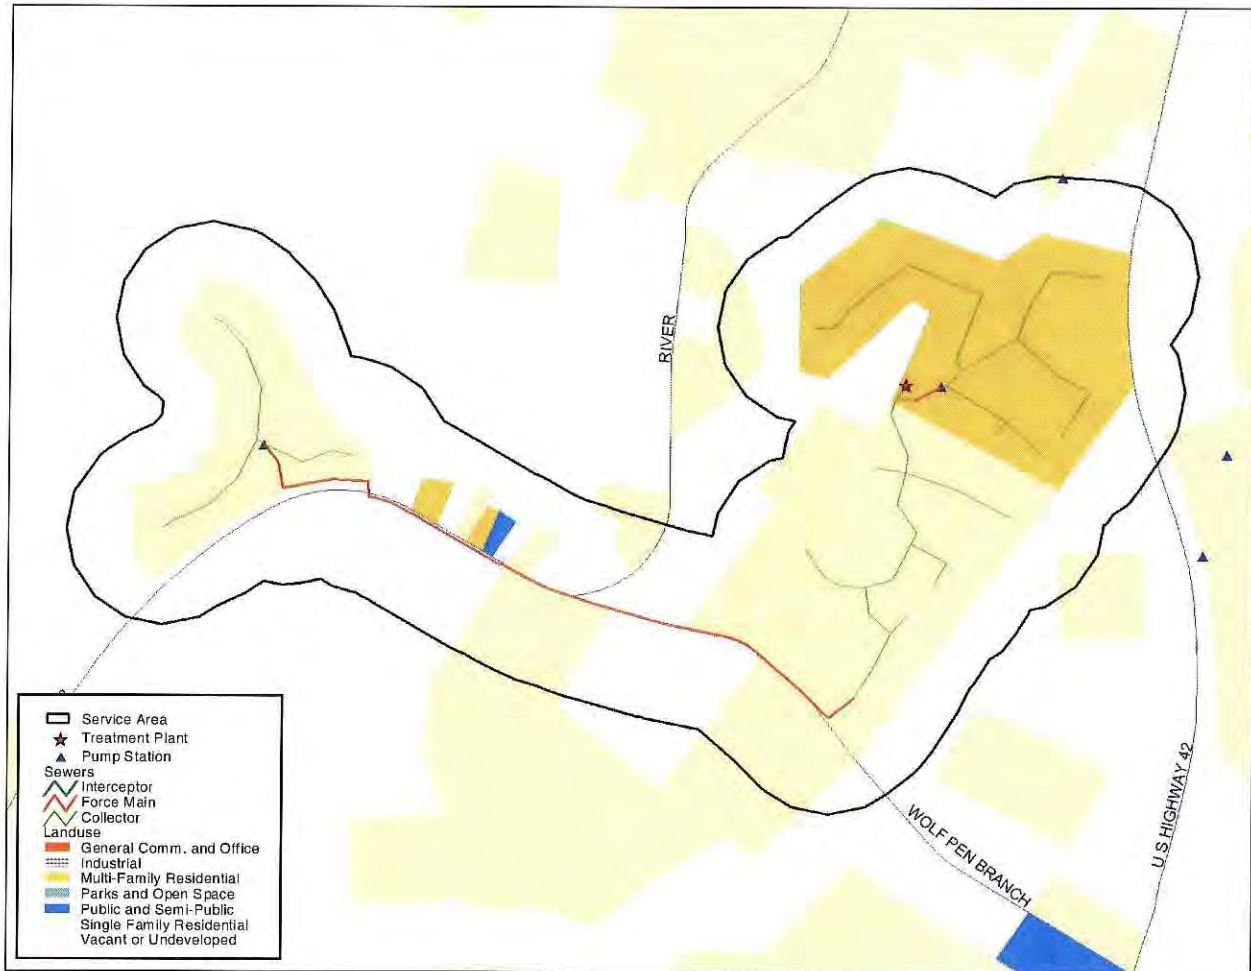 RIVER
Service Area
Treatment Plant
Pump Station
Sewers
Interceptor
Force Main
Collector
Landuse
General Comm. and Office
Industrial
Multi-Family Residential
Parks and Open Space
Public and Semi-Public
Single Family Residential
Vacant or Undeveloped
WOLF PEN BRANCH
U S HIGHWAY 42